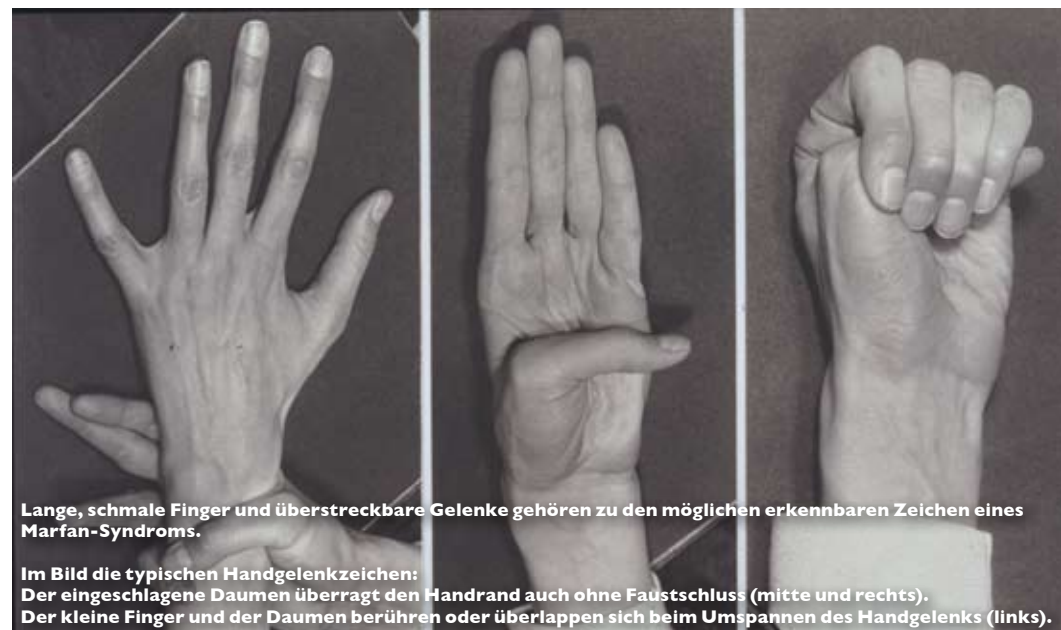 Lange, schmale Finger und überstreckbare Gelenke gehören zu den möglichen erkennbaren Zeichen eines
Marfan-Syndroms.
Im Bild die typischen Handgelenkzeichen:
Der eingeschlagene Daumen überragt den Handrand auch ohne Faustschluss (mitte und rechts).
Der kleine Finger und der Daumen berühren oder überlappen sich beim Umspannen des Handgelenks (links).